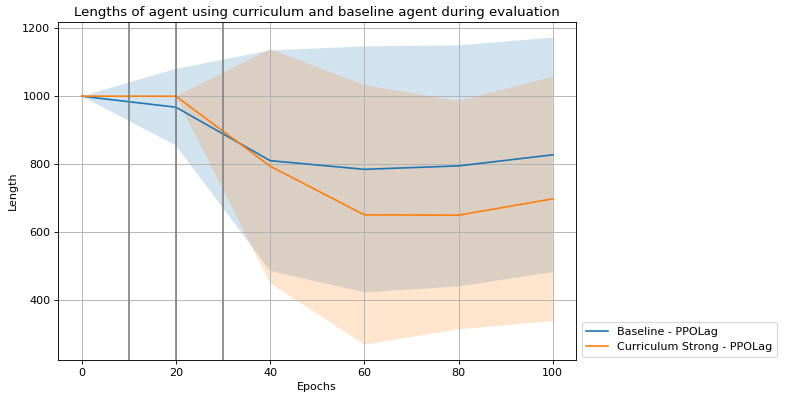 Lengths of agent using curriculum and baseline agent during evaluation
1200
1000
800
600
400
Length
0 20 40 60 80 100
Epochs
Baseline - PPOLag
Curriculum Strong - PPOLag